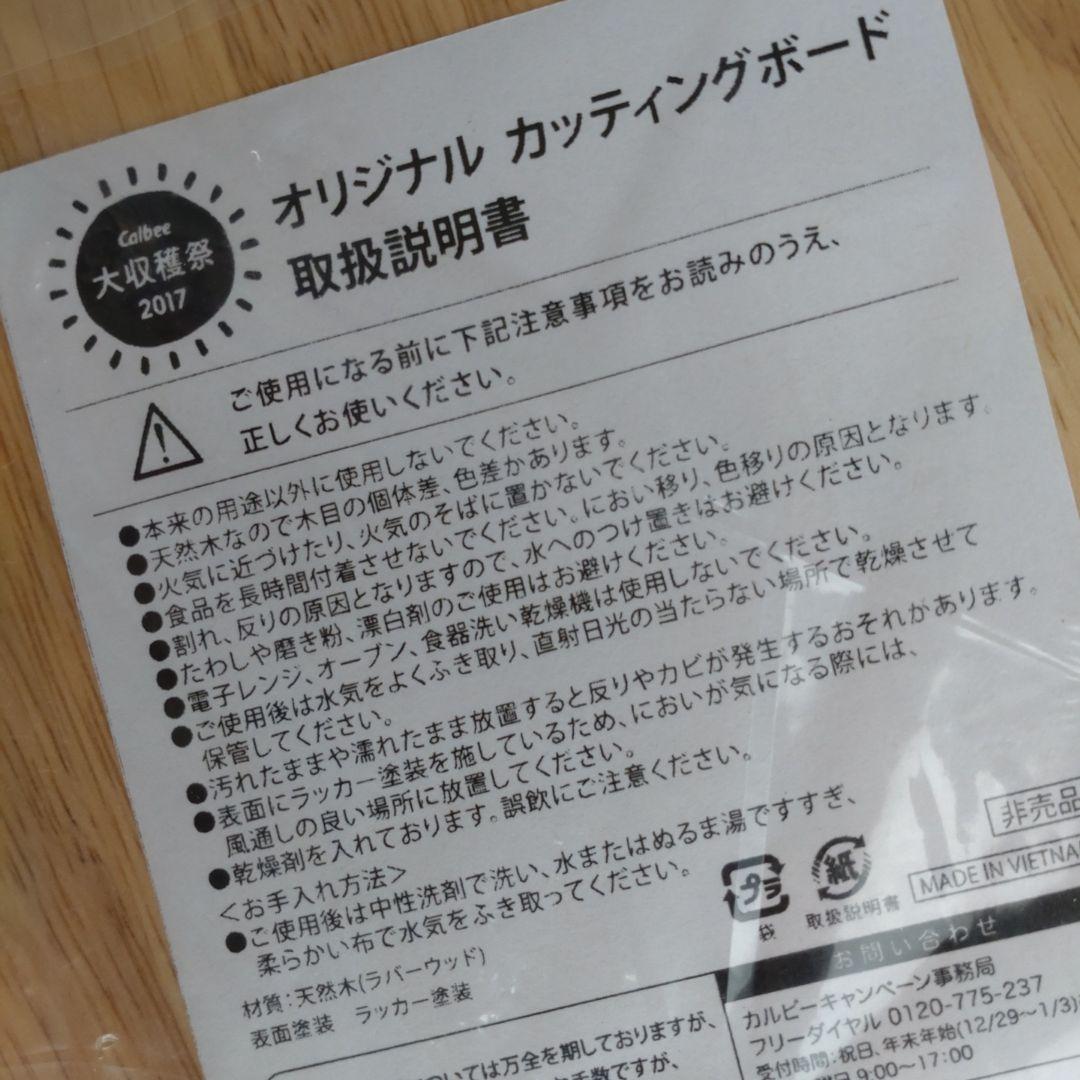 オリジナル カッティングボード
取扱説明書
Calbee
大収穫祭
2017
ご使用になる前に下記注意事項をお読みのうえ、
正しくお使いください。
●本来の用途以外に使用しないでください。
●天然木なので木目の個体差、色差があります。
●火気に近づけたり、火気のそばに置かないでください。
●食品を長時間付着させないでください。におい移り、色移りの原因となります。
●割れ、反りの原因となりますので、水へのつけ置きはお避けください。
●たわしや磨き粉、漂白剤のご使用はお避けください。
●電子レンジ、オーブン、食器洗い乾燥機は使用しないでください。
●ご使用後は水気をよくふき取り、直射日光の当たらない場所で乾燥させて
保管してください。
●汚れたままや濡れたまま放置すると反りやカビが発生するおそれがあります。
●表面にラッカー塗装を施しているため、においが気になる際には、
風通しの良い場所に放置してください。
●乾燥剤を入れております。誤飲にご注意ください。
<お手入れ方法>
●ご使用後は中性洗剤で洗い、水またはぬるま湯ですすぎ、
柔らかい布で水気をふき取ってください。
材質：天然木(ラバーウッド)
表面塗装 ラッカー塗装
非売品
プラ
袋
紙
取扱説明書
MADE IN VIETNA
お問い合わせ
カルビーキャンペーン事務局
フリーダイヤル 0120-775-237
受付時間：祝日、年末年始(12/29〜1/3)
9:00〜17:00
ついては万全を期しておりますが、
手数ですが、